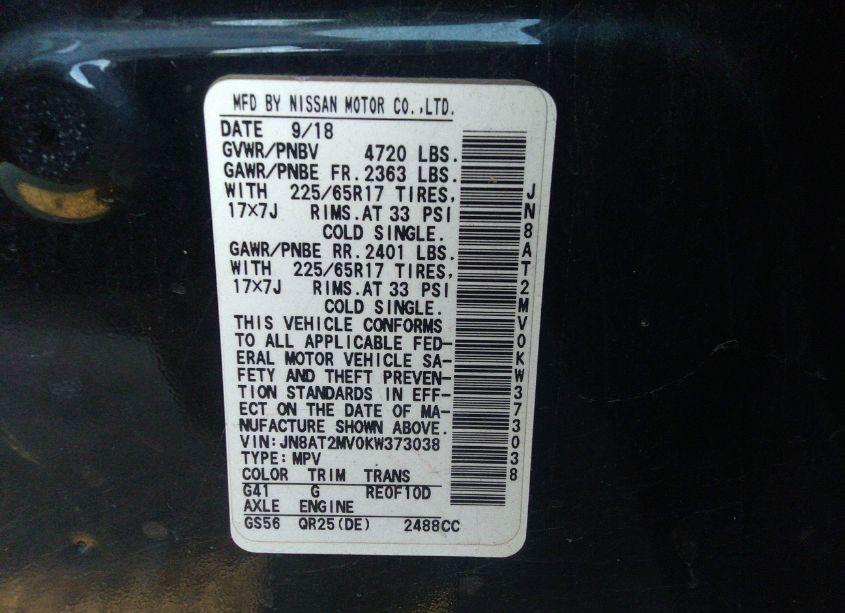 MFD BY NISSAN MOTOR CO.,LTD.
DATE 9/18
GVWR/PNBV 4720 LBS.
GAWR/PNBE FR. 2363 LBS.
WITH 225/65R17 TIRES,
17×7J RIMS.AT 33 PSI
COLD SINGLE.
GAWR/PNBE RR. 2401 LBS.
WITH 225/65R17 TIRES,
17×7J RIMS.AT 33 PSI
COLD SINGLE.
THIS VEHICLE CONFORMS
TO ALL APPLICABLE FED-
ERAL MOTOR VEHICLE SA-
FETY AND THEFT PREVEN-
TION STANDARDS IN EFF-
ECT ON THE DATE OF MA-
NUFACTURE SHOWN ABOVE.
VIN:JN8AT2MV0KW373038
TYPE:MPV
COLOR TRIM TRANS
G41 G RE0F10D
AXLE ENGINE
GS56 QR25(DE) 2488CC
JN8AT2MV0KW373038